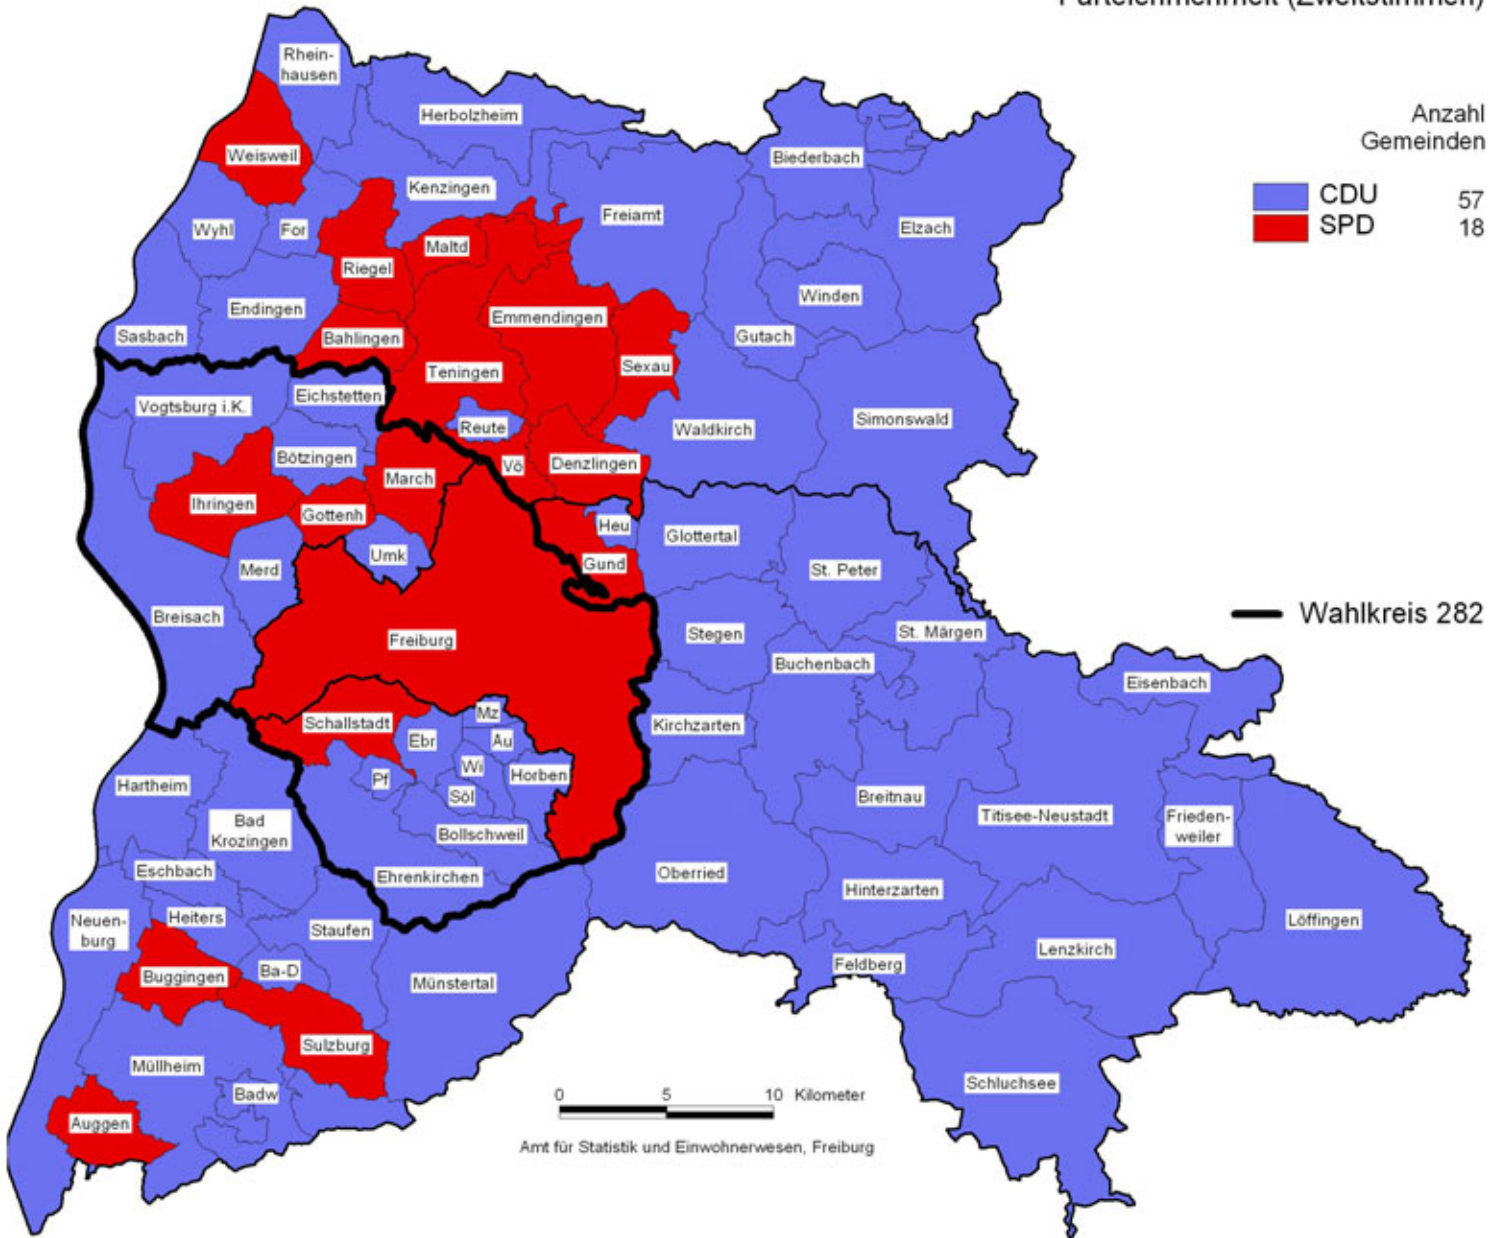 Parteienmehrheit (Zweitstimmen)
Anzahl
Gemeinden
CDU 57
SPD 18
Wahlkreis 282
Rhein-
hausen
Herbolzheim
Weisweil
Biederbach
Kenzingen
Freiamt
Wyhl
For
Elzach
Maltd
Riegel
Winden
Endingen
Emmendingen
Sasbach
Bahlingen
Gutach
Sexau
Teningen
Eichstetten
Vogtsburg i.K.
Simonswald
Reute
Waldkirch
Bötzingen
Vö
Denzlingen
March
Ihringen
Gottenh
Heu
Glottertal
Umk
Gund
Merd
St. Peter
Breisach
Freiburg
Stegen
St. Märgen
Buchenbach
Eisenbach
Mz
Schallstadt
Kirchzarten
Ebr
Au
Wi
Pf
Horben
Hartheim
Söl
Breitnau
Titisee-Neustadt
Frieden-
weiler
Bad
Krozingen
Bollschweil
Eschbach
Ehrenkirchen
Oberried
Hinterzarten
Neuen-
burg
Heiters
Staufen
Löffingen
Lenzkirch
Feldberg
Ba-D
Buggingen
Münstertal
Sulzburg
Müllheim
Badw
Schluchsee
Auggen
0 5 10 Kilometer
Amt für Statistik und Einwohnerwesen, Freiburg